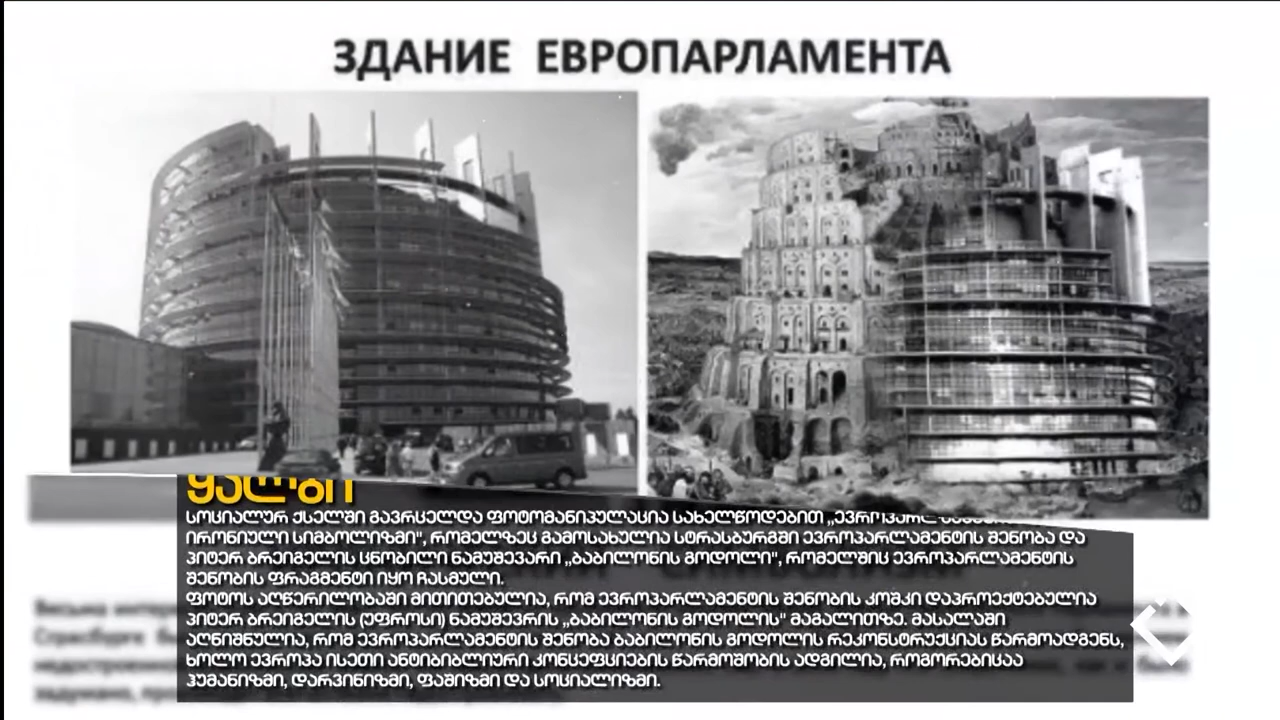 ЗДАНИЕ ЕВРОПАРЛАМЕНТА
ყალბი
სოციალურ ქსელში გავრცელდა ფოტომანიპულაცია სახელწოდებით „ევროპარლამენტის
ირონიული სიმბოლიზმი", რომელზეც გამოსახულია სტრასბურგში ევროპარლამენტის შენობა და
პიტერ ბრეიგელის ცნობილი ნამუშევარი „ბაბილონის გოდოლი", რომელშიც ევროპარლამენტის
შენობის ფრაგმენტი იყო ჩასმული.
ფოტოს აღწერილობაში მითითებულია, რომ ევროპარლამენტის შენობის კოშკი დაპროექტებულია
პიტერ ბრეიგელის (უფროსი) ნამუშევრის „ბაბილონის გოდოლის" მაგალითზე. მასალაში
აღნიშნულია, რომ ევროპარლამენტის შენობა ბაბილონის გოდოლის რეკონსტრუქციას წარმოადგენს,
ხოლო ევროპა ისეთი ანტიბიბლიური კონცეფციების წარმოშობის ადგილია, როგორებიცაა
ჰუმანიზმი, დარვინიზმი, ფაშიზმი და სოციალიზმი.